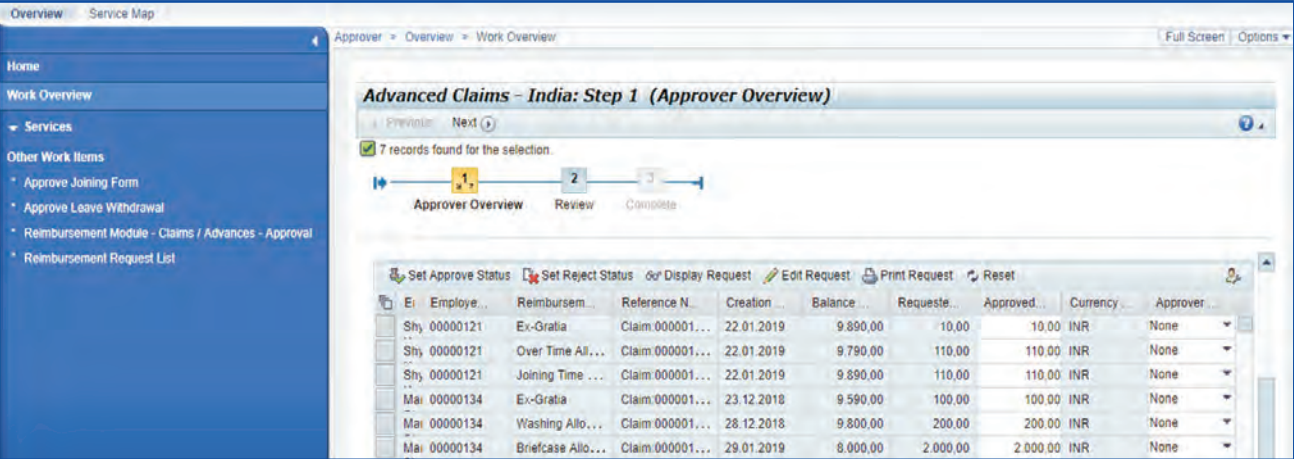 Overview Service Map
Approver > Overview > Work Overview Full Screen Options
Home
Work Overview
Services
Other Work Items
Approve Joining Form
Approve Leave Withdrawal
Reimbursement Module - Claims / Advances - Approval
Reimbursement Request List
Advanced Claims - India: Step 1 (Approver Overview)
Previous Next
7 records found for the selection.
1 2 3
Approver Overview Review Complete
Set Approve Status Set Reject Status Display Request Edit Request Print Request Reset
Employe... Reimbursem... Reference N... Creation ... Balance ... Requeste... Approved... Currency ... Approver ...
Shy 00000121 Ex-Gratia Claim:000001... 22.01.2019 9.890,00 10,00 10,00 INR None
Shy 00000121 Over Time All... Claim:000001... 22.01.2019 9.790,00 110,00 110,00 INR None
Shy 00000121 Joining Time ... Claim:000001... 22.01.2019 9.890,00 110,00 110,00 INR None
Mai 00000134 Ex-Gratia Claim:000001... 23.12.2018 9.590,00 100,00 100,00 INR None
Mai 00000134 Washing Allo... Claim:000001... 28.12.2018 9.800,00 200,00 200,00 INR None
Mai 00000134 Briefcase Allo... Claim:000001... 29.01.2019 8.000,00 2.000,00 2.000,00 INR None